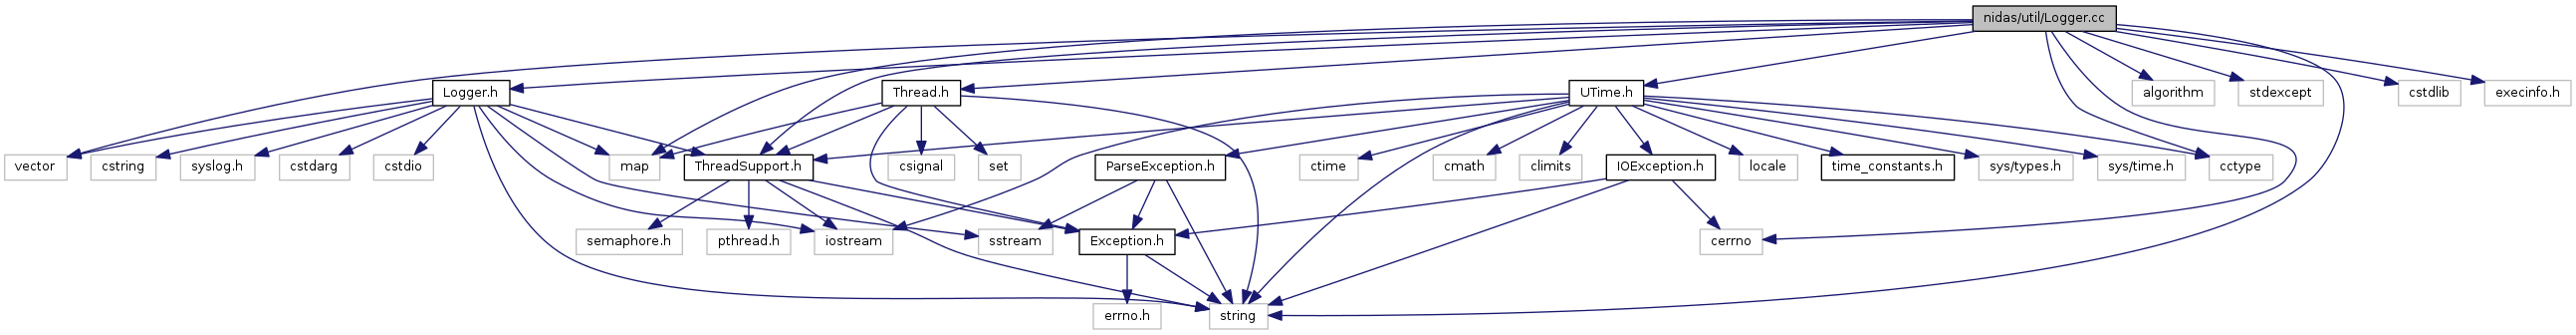 nidas/util/Logger.cc
Logger.h
Thread.h
UTime.h
algorithm
stdexcept
cstdlib
execinfo.h
vector
cstring
syslog.h
cstdarg
cstdio
map
ThreadSupport.h
csignal
set
ParseException.h
ctime
cmath
climits
IOException.h
locale
time_constants.h
sys/types.h
sys/time.h
cctype
semaphore.h
pthread.h
iostream
sstream
Exception.h
cerrno
errno.h
string